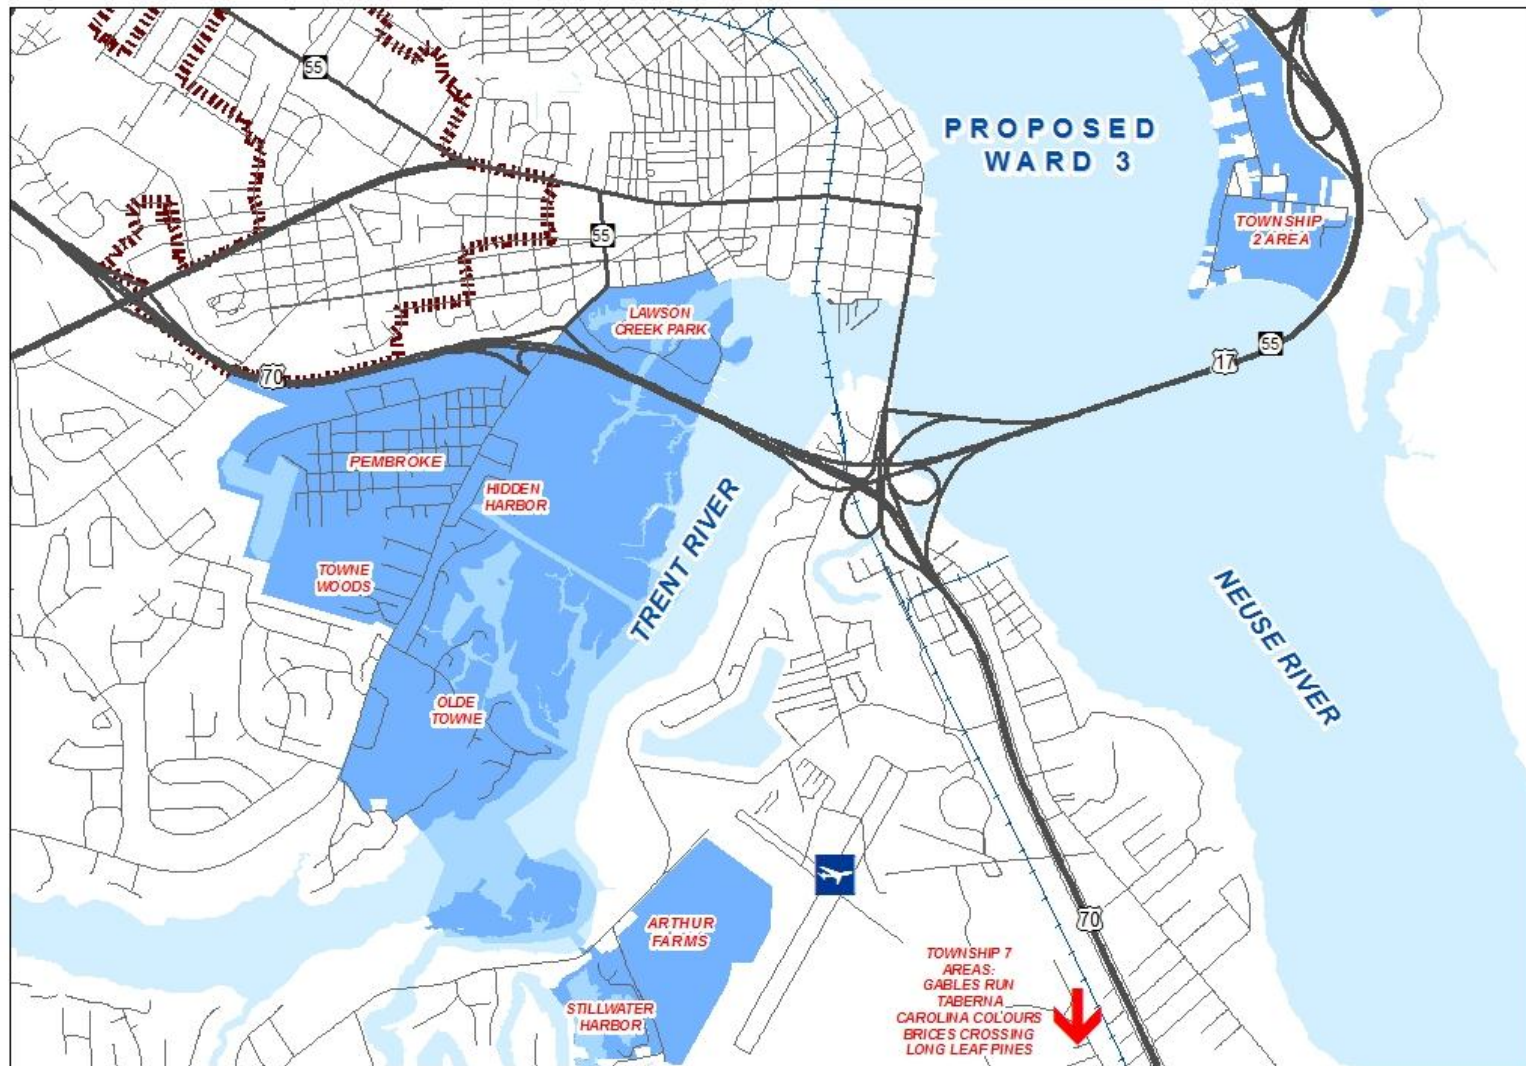 55
PROPOSED
WARD 3
TOWNSHIP
2 AREA
55
LAWSON
CREEK PARK
55
17
70
PEMBROKE
HIDDEN
HARBOR
TOWNE
WOODS
TRENT RIVER
NEUSE RIVER
OLDE
TOWNE
ARTHUR
FARMS
70
STILLWATER
HARBOR
TOWNSHIP 7
AREAS:
GABLES RUN
TABERNA
CAROLINA COLOURS
BRICES CROSSING
LONG LEAF PINES